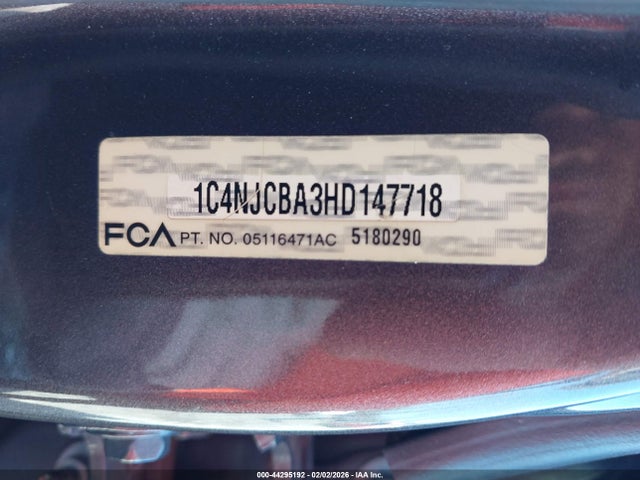 1C4NJCBA3HD147718
FCA PT. NO. 05116471AC 5180290
000-44295192 - 02/02/2026 - IAA Inc.